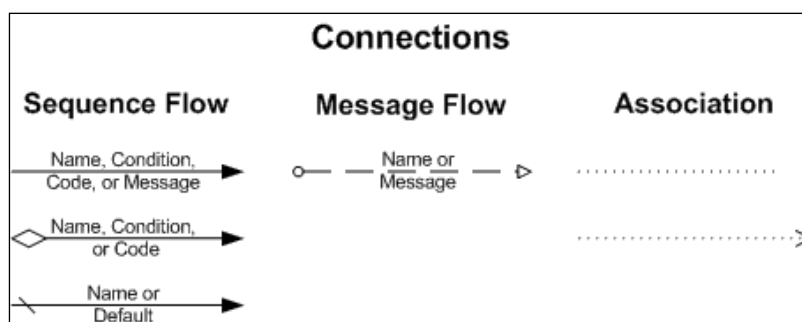 Connections
Sequence Flow
Message Flow
Association
Name, Condition,
Code, or Message
Name or
Message
Name, Condition,
or Code
Name or
Default